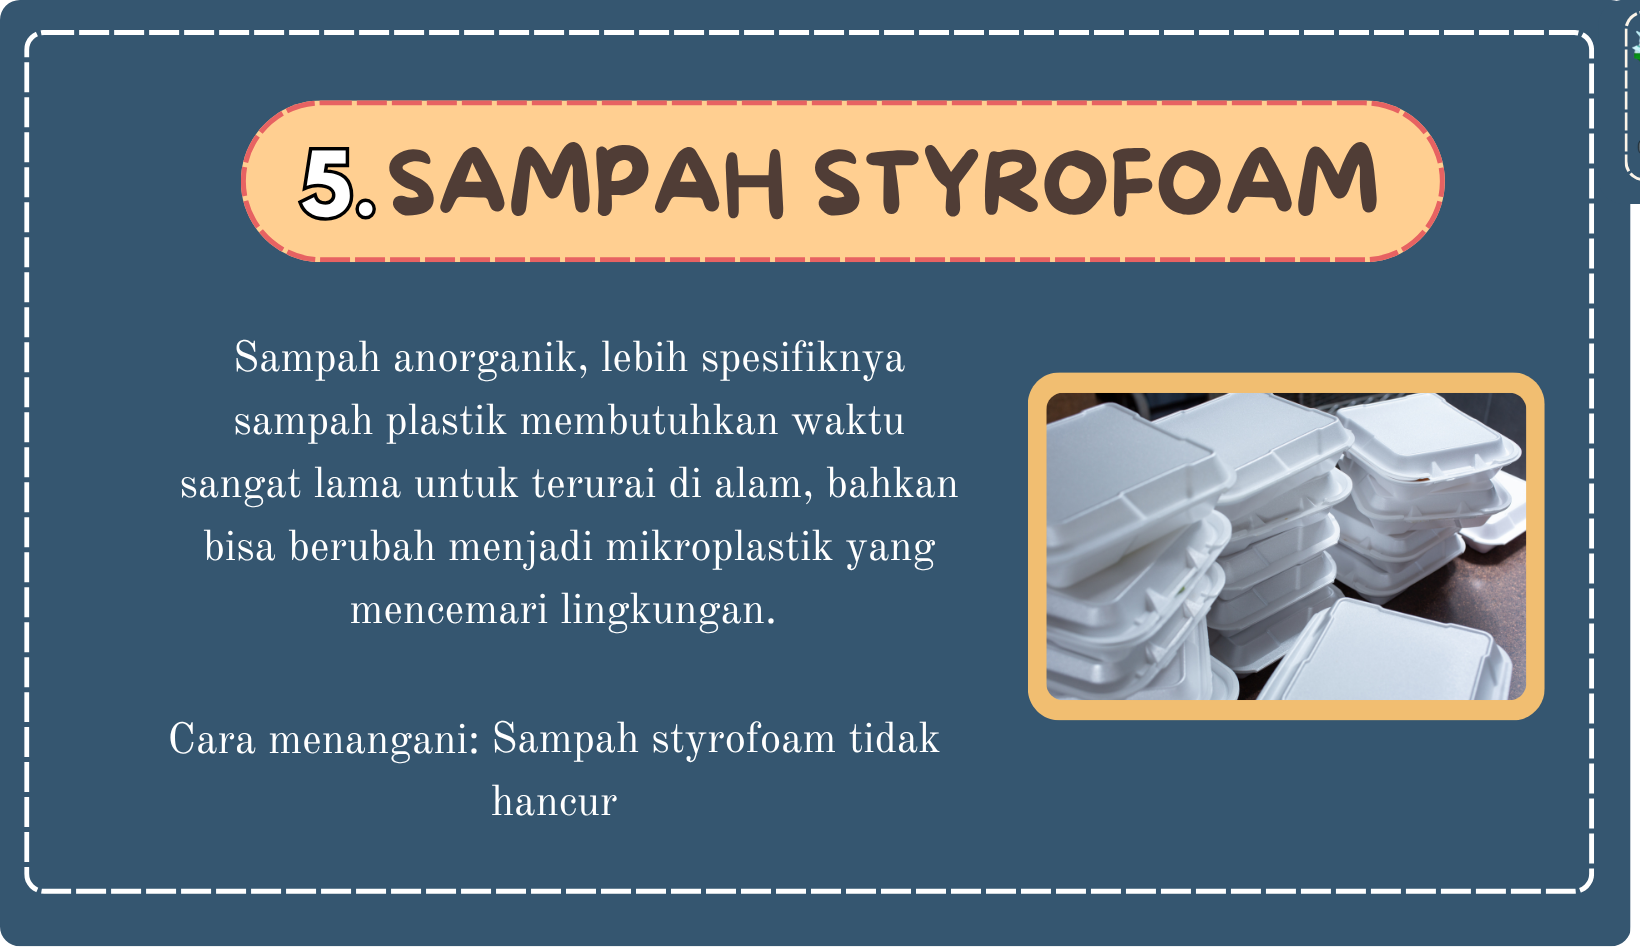 5. SAMPAH STYROFOAM
Sampah anorganik, lebih spesifiknya
sampah plastik membutuhkan waktu
sangat lama untuk terurai di alam, bahkan
bisa berubah menjadi mikroplastik yang
mencemari lingkungan.
Cara menangani: Sampah styrofoam tidak
hancur